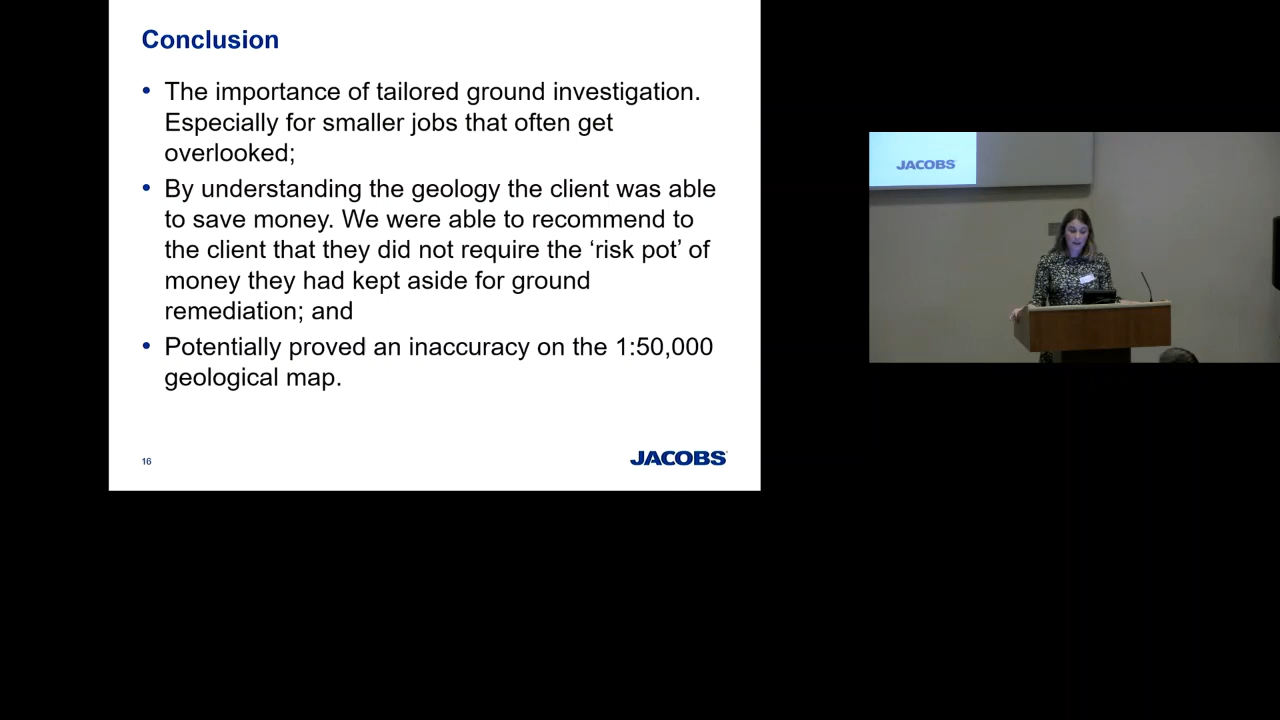 Conclusion
• The importance of tailored ground investigation.
Especially for smaller jobs that often get
overlooked;
• By understanding the geology the client was able
to save money. We were able to recommend to
the client that they did not require the ‘risk pot’ of
money they had kept aside for ground
remediation; and
• Potentially proved an inaccuracy on the 1:50,000
geological map.
16
JACOBS
JACOBS